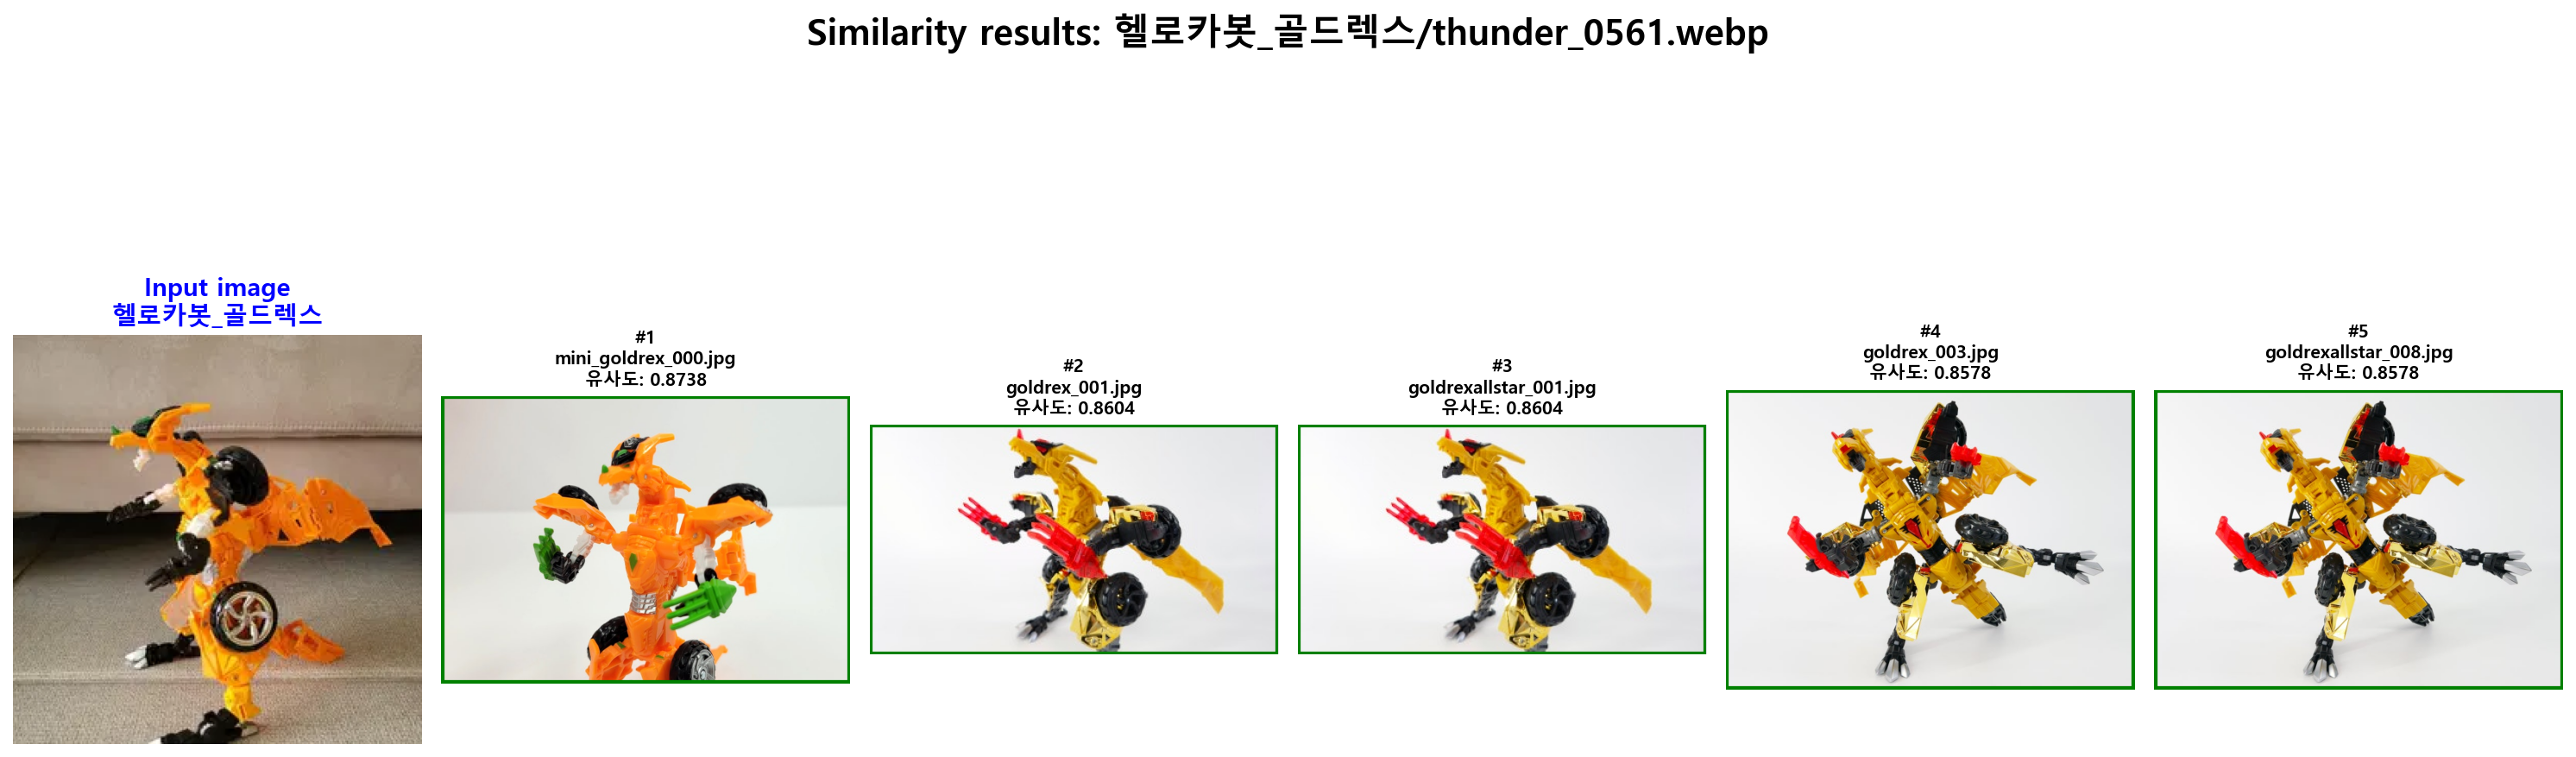 Similarity results: 헬로카봇_골드렉스/thunder_0561.webp
Input image
헬로카봇_골드렉스
#1
mini_goldrex_000.jpg
유사도: 0.8738
#2
goldrex_001.jpg
유사도: 0.8604
#3
goldrexallstar_001.jpg
유사도: 0.8604
#4
goldrex_003.jpg
유사도: 0.8578
#5
goldrexallstar_008.jpg
유사도: 0.8578